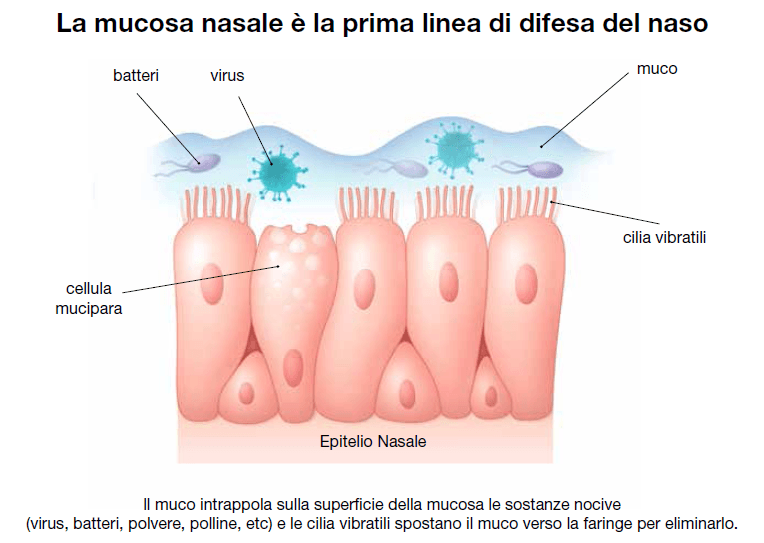 La mucosa nasale è la prima linea di difesa del naso
batteri
virus
muco
cilia vibratili
cellula
mucipara
Epitelio Nasale
Il muco intrappola sulla superficie della mucosa le sostanze nocive
(virus, batteri, polvere, polline, etc) e le cilia vibratili spostano il muco verso la faringe per eliminarlo.